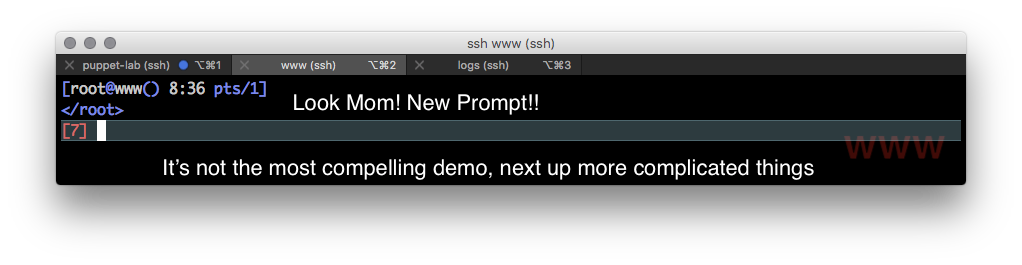 ssh www (ssh)
puppet-lab (ssh) ⌥⌘1 www (ssh) ⌥⌘2 logs (ssh) ⌥⌘3
[root@www() 8:36 pts/1]
Look Mom! New Prompt!!
</root>
[7]
www
It’s not the most compelling demo, next up more complicated things